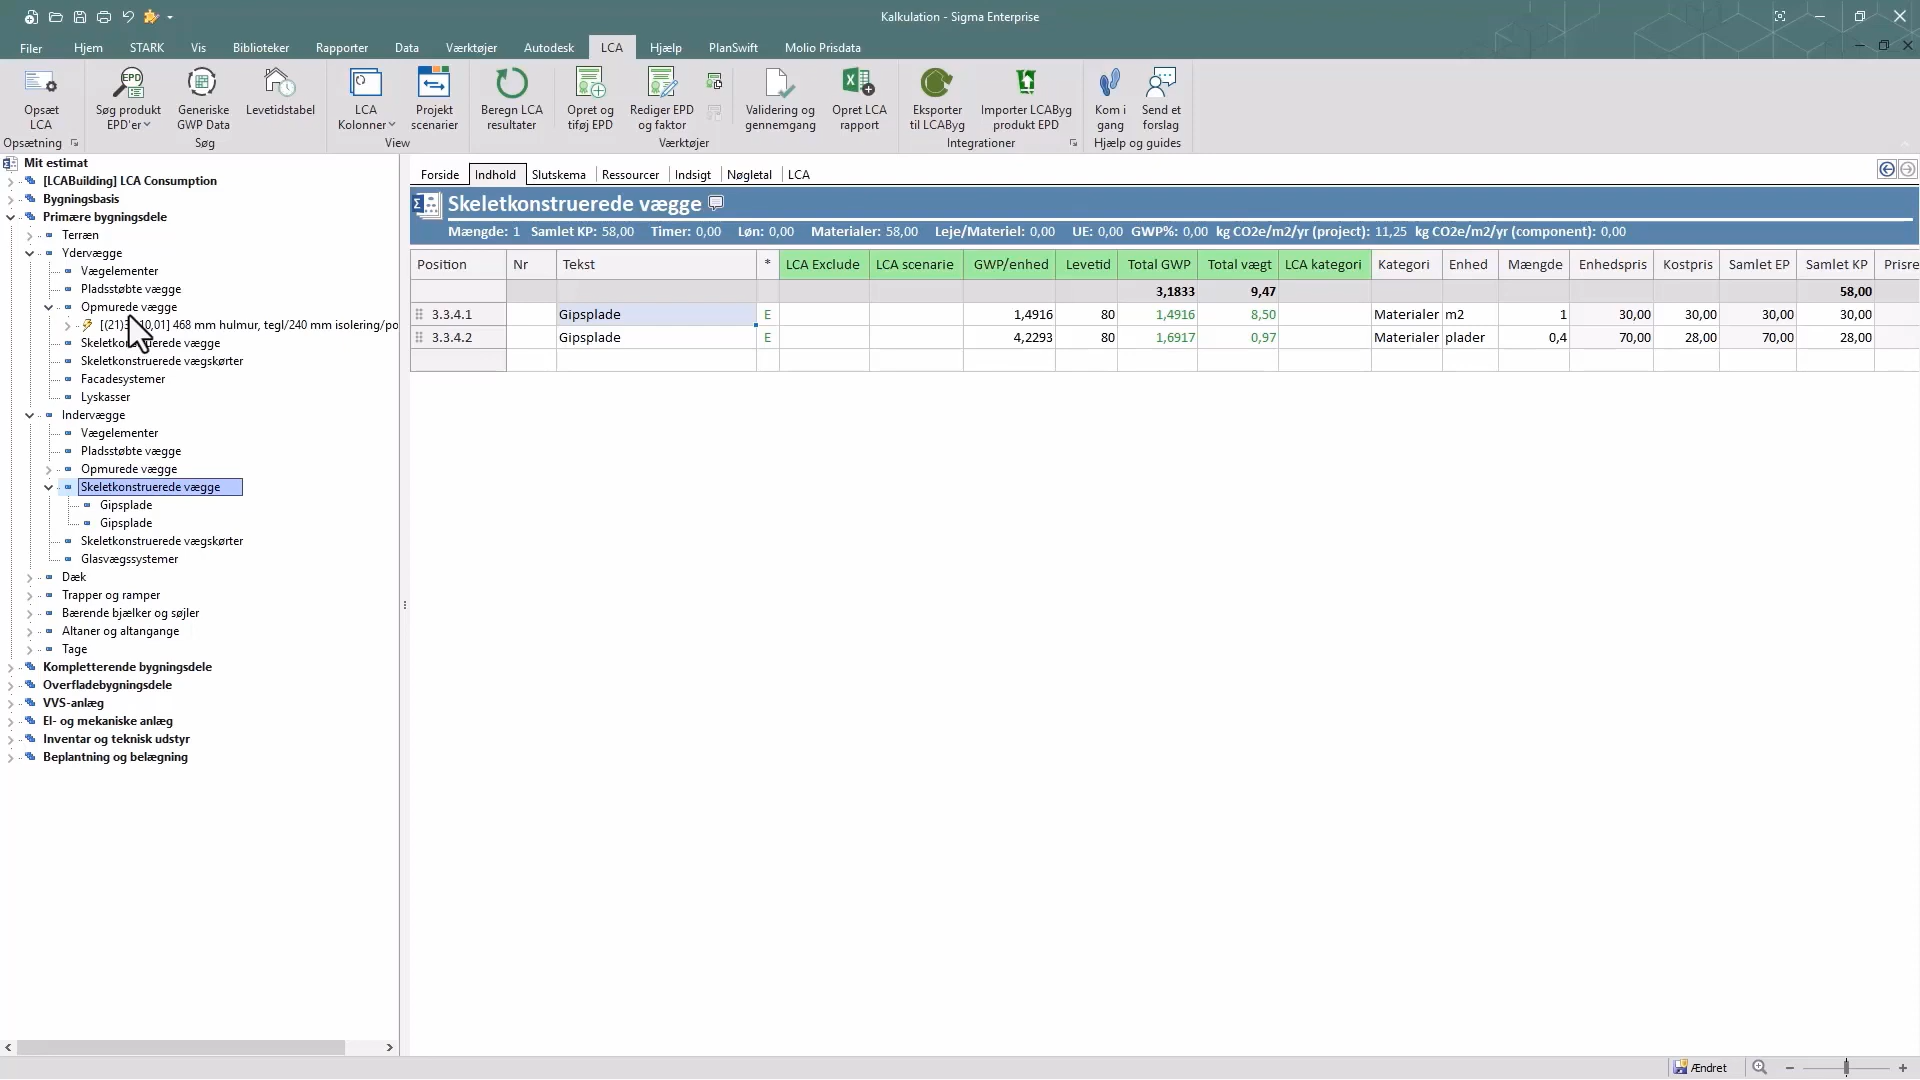 Kalkulation - Sigma Enterprise
Filer Hjem STARK Vis Biblioteker Rapporter Data Værktøjer Autodesk LCA Hjælp PlanSwift Molio Prisdata
Opsæt LCA
Søg produkt EPD'er
Generiske GWP Data
Levetidstabel
LCA Kolonner
Projekt scenarier
Beregn LCA resultater
Opret og tilføj EPD
Rediger EPD og faktor
Validering og gennemgang
Opret LCA rapport
Eksporter til LCAByg
Importer LCAByg produkt EPD
Kom i gang
Send et forslag
Opsætning Søg View Værktøjer Integrationer Hjælp og guides
Mit estimat
[LCABuilding] LCA Consumption
Bygningsbasis
Primære bygningsdele
Terræn
Ydervægge
Vægelementer
Pladsstøbte vægge
Opmurede vægge
10,01] 468 mm hulmur, tegl/240 mm isolering/po
vægge
Skeletkonstruerede vægskørter
Facadesystemer
Lyskasser
Indervægge
Vægelementer
Pladsstøbte vægge
Opmurede vægge
Skeletkonstruerede vægge
Gipsplade
Gipsplade
Skeletkonstruerede vægskørter
Glasvægssystemer
Dæk
Trapper og ramper
Bærende bjælker og søjler
Altaner og altangange
Tage
Kompletterende bygningsdele
Overfladebygningsdele
VVS-anlæg
El- og mekaniske anlæg
Inventar og teknisk udstyr
Beplantning og belægning
Forside Indhold Slutskema Ressourcer Indsigt Nøgletal LCA
Skeletkonstruerede vægge
Mængde: 1 Samlet KP: 58,00 Timer: 0,00 Løn: 0,00 Materialer: 58,00 Leje/Materiel: 0,00 UE: 0,00 GWP%: 0,00 kg CO2e/m2/yr (project): 11,25 kg CO2e/m2/yr (component): 0,00
Position Nr Tekst * LCA Exclude LCA scenarie GWP/enhed Levetid Total GWP Total vægt LCA kategori Kategori Enhed Mængde Enhedspris Kostpris Samlet EP Samlet KP Prisre
3,1833 9,47 58,00
3.3.4.1 Gipsplade E 1,4916 80 1,4916 8,50 Materialer m2 1 30,00 30,00 30,00 30,00
3.3.4.2 Gipsplade E 4,2293 80 1,6917 0,97 Materialer plader 0,4 70,00 28,00 70,00 28,00
Ændret